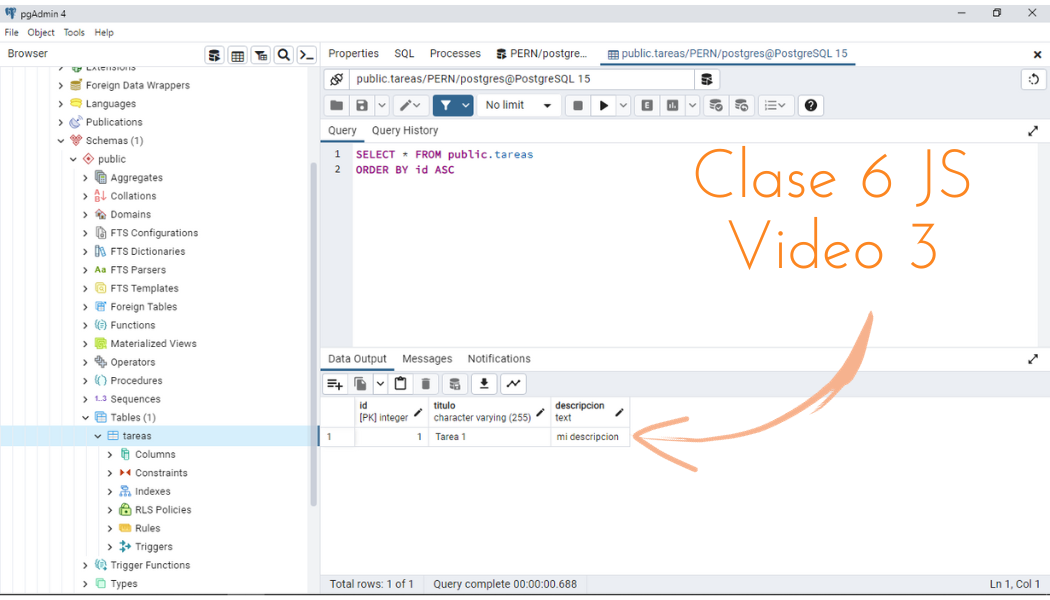 pgAdmin 4
File Object Tools Help
Browser
Properties SQL Processes PERN/postgre... public.tareas/PERN/postgres@PostgreSQL 15
public.tareas/PERN/postgres@PostgreSQL 15
No limit
Query Query History
1 SELECT * FROM public.tareas
2 ORDER BY id ASC
Clase 6 JS
Video 3
Extensions
Foreign Data Wrappers
Languages
Publications
Schemas (1)
public
Aggregates
Collations
Domains
FTS Configurations
FTS Dictionaries
Aa FTS Parsers
FTS Templates
Foreign Tables
Functions
Materialized Views
Operators
Procedures
1..3 Sequences
Tables (1)
tareas
Columns
Constraints
Indexes
RLS Policies
Rules
Triggers
Trigger Functions
Types
Data Output Messages Notifications
id titulo descripcion
[PK] integer character varying (255) text
1 1 Tarea 1 mi descripcion
Total rows: 1 of 1 Query complete 00:00:00.688 Ln 1, Col 1